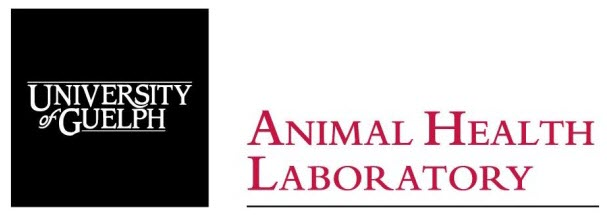 UNIVERSITY
of GUELPH
ANIMAL HEALTH
LABORATORY